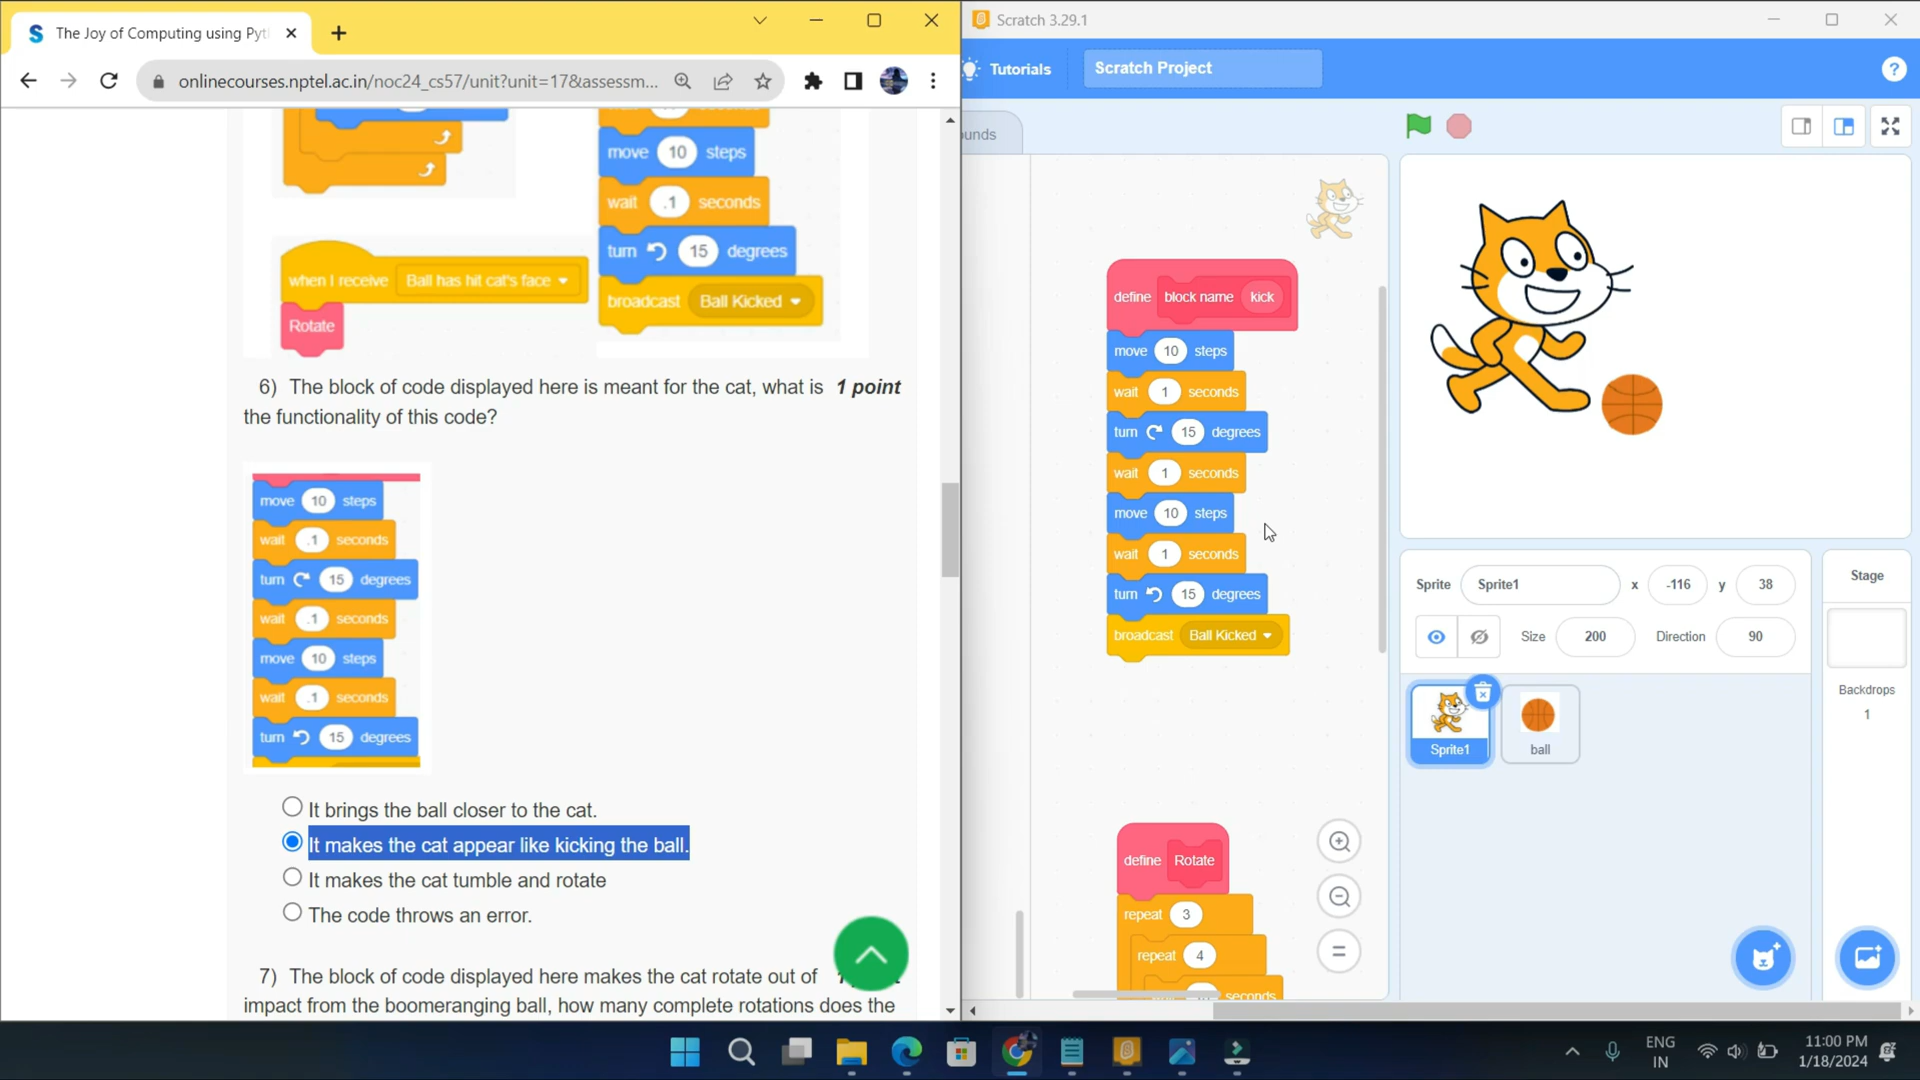 The Joy of Computing using Pyt
onlinecourses.nptel.ac.in/noc24_cs57/unit?unit=17&assessm...
move 10 steps
wait .1 seconds
turn 15 degrees
broadcast Ball Kicked
when I receive Ball has hit cat's face
Rotate
6) The block of code displayed here is meant for the cat, what is 1 point
the functionality of this code?
move 10 steps
wait .1 seconds
turn 15 degrees
wait .1 seconds
move 10 steps
wait .1 seconds
turn 15 degrees
It brings the ball closer to the cat.
It makes the cat appear like kicking the ball.
It makes the cat tumble and rotate
The code throws an error.
7) The block of code displayed here makes the cat rotate out of
impact from the boomeranging ball, how many complete rotations does the
Scratch 3.29.1
Tutorials
Scratch Project
?
unds
define block name kick
move 10 steps
wait 1 seconds
turn 15 degrees
wait 1 seconds
move 10 steps
wait 1 seconds
turn 15 degrees
broadcast Ball Kicked
define Rotate
repeat 3
repeat 4
seconds
Sprite Sprite1 x -116 y 38
Size 200 Direction 90
Sprite1
ball
Stage
Backdrops
1
ENG
IN
11:00 PM
1/18/2024